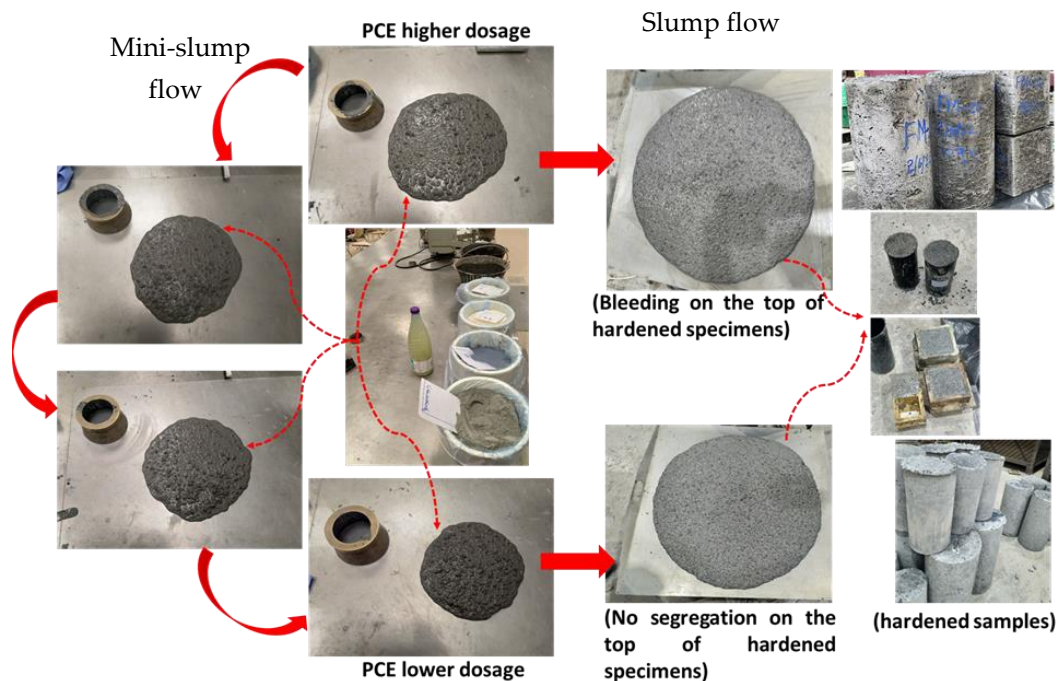 PCE higher dosage
Slump flow
Mini-slump
flow
(Bleeding on the top of
hardened specimens)
(No segregation on the
top of hardened
specimens)
(hardened samples)
PCE lower dosage